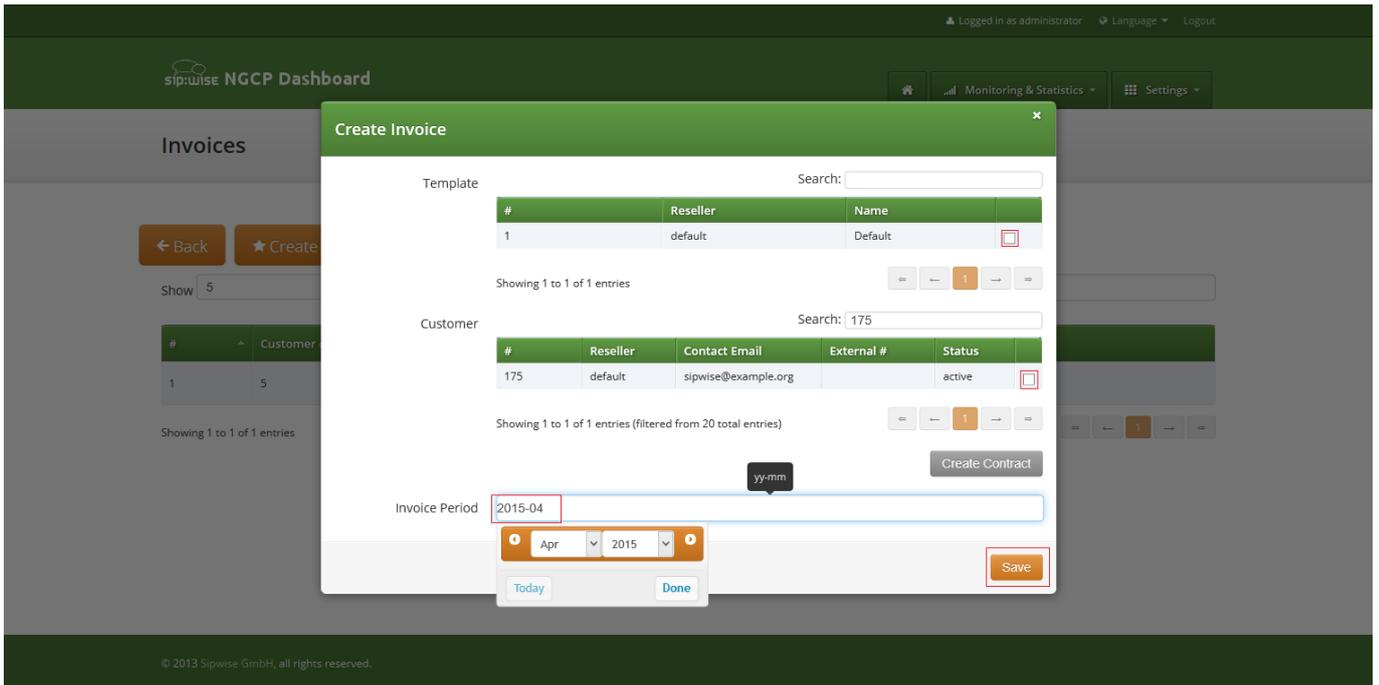 Logged in as administrator Language Logout
sip:wise NGCP Dashboard
Monitoring & Statistics Settings
Create Invoice ×
Invoices
Template
Search:
# Reseller Name
1 default Default
← Back ★ Create
Showing 1 to 1 of 1 entries ⇐ ← 1 → ⇒
Show 5
Customer
Search: 175
# Customer
# Reseller Contact Email External # Status
175 default sipwise@example.org active
1 5
Showing 1 to 1 of 1 entries (filtered from 20 total entries) ⇐ ← 1 → ⇒
Showing 1 to 1 of 1 entries ⇐ ← 1 → ⇒
Create Contract
yy-mm
Invoice Period 2015-04
Apr 2015
Save
Today Done
© 2013 Sipwise GmbH, all rights reserved.